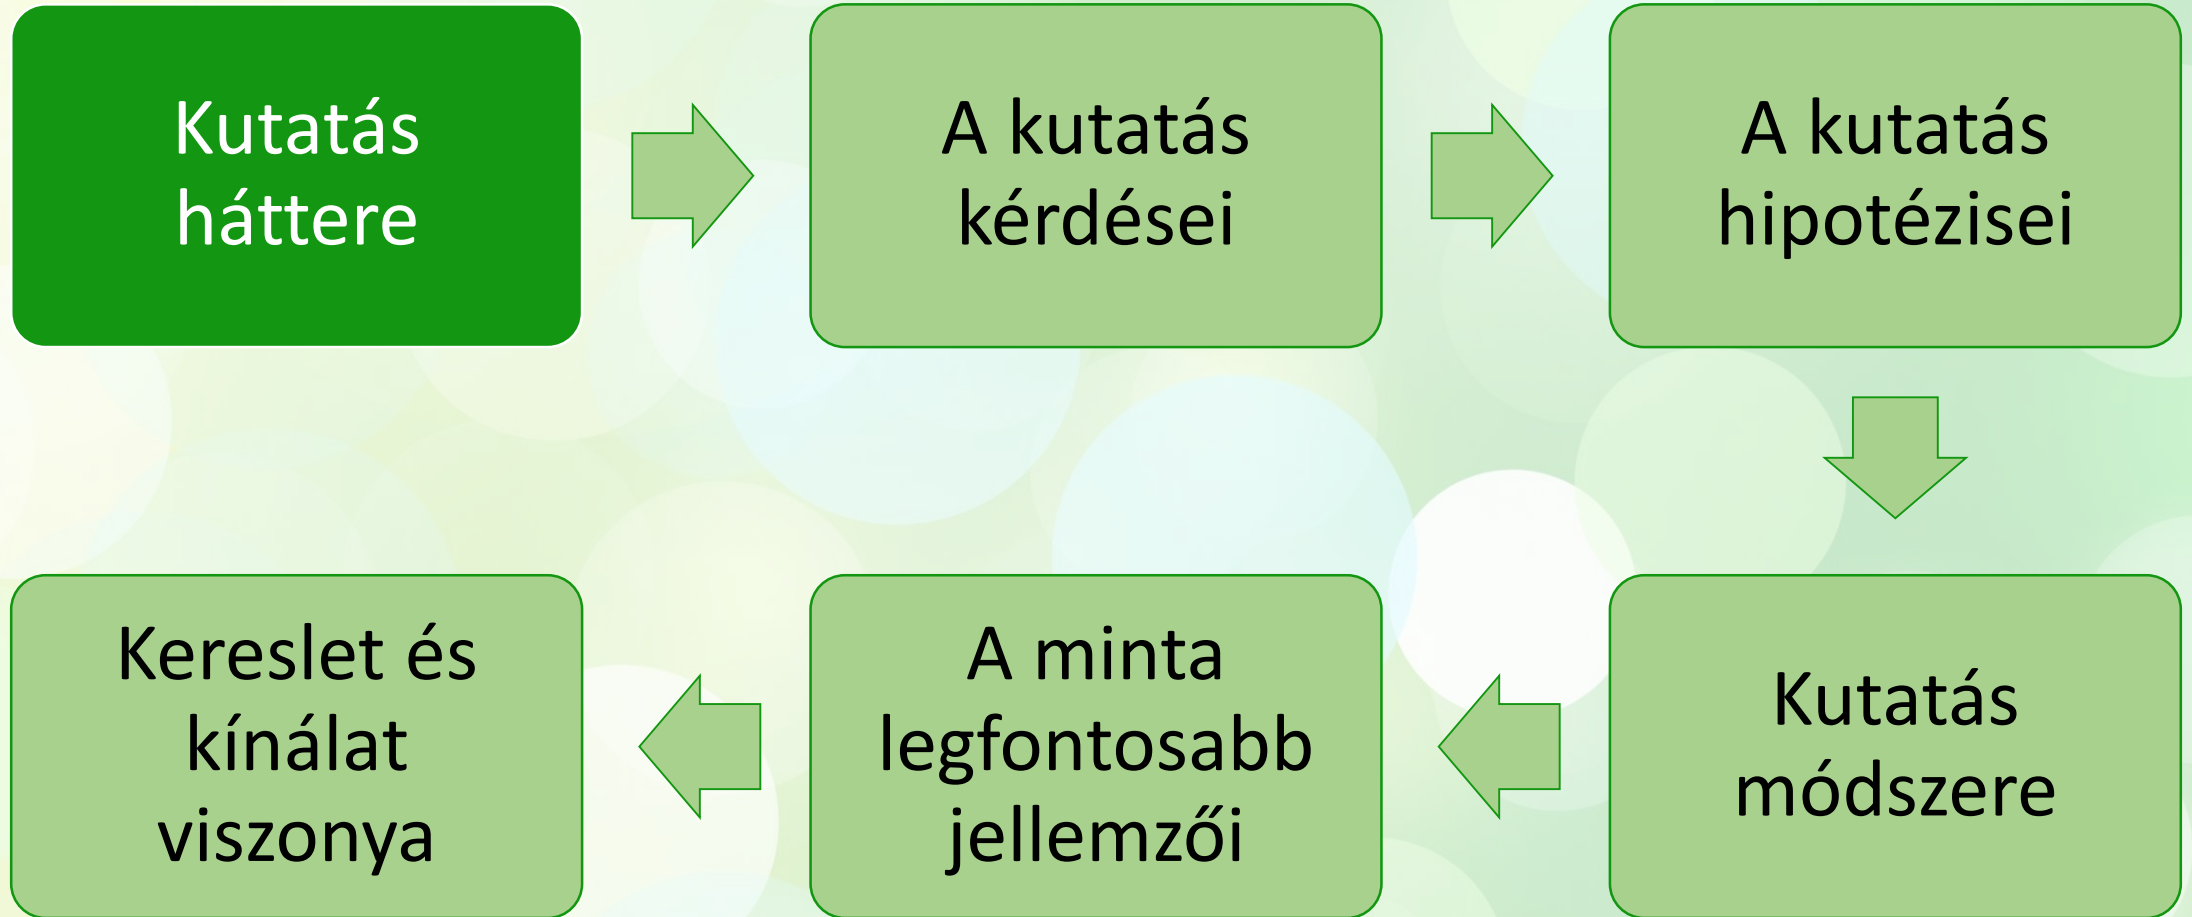 Kutatás
háttere
A kutatás
kérdései
A kutatás
hipotézisei
Kutatás
módszere
A minta
legfontosabb
jellemzői
Kereslet és
kínálat
viszonya